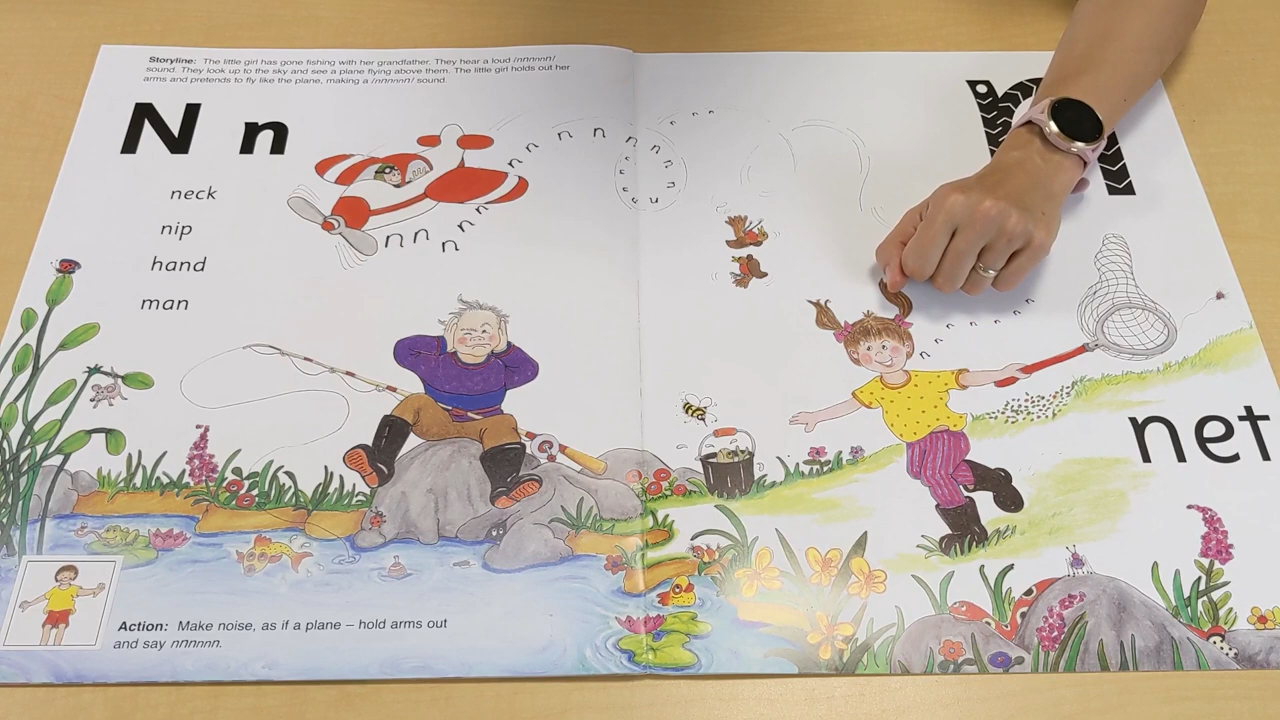 Storyline: The little girl has gone fishing with her grandfather. They hear a loud /nnnnnn/
sound. They look up to the sky and see a plane flying above them. The little girl holds out her
arms and pretends to fly like the plane, making a /nnnnnn/ sound.
N n
neck
nip
hand
man
n
net
Action: Make noise, as if a plane – hold arms out
and say nnnnnn.